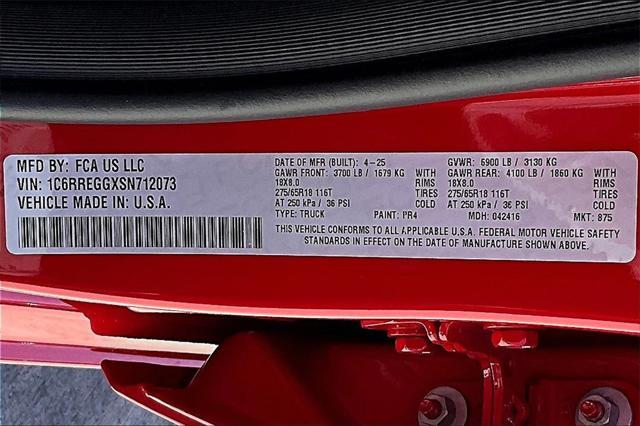 MFD BY: FCA US LLC
VIN: 1C6RREGGXSN712073
VEHICLE MADE IN: U.S.A.
DATE OF MFR (BUILT): 4-25
GAWR FRONT: 3700 LB / 1679 KG WITH
18X8.0
275/65R18 116T TIRES
AT 250 kPa / 36 PSI COLD
TYPE: TRUCK PAINT: PR4
GVWR: 6900 LB / 3130 KG
GAWR REAR: 4100 LB / 1860 KG WITH
18X8.0
275/65R18 116T TIRES
AT 250 kPa / 36 PSI COLD
MDH: 042416 MKT: 875
THIS VEHICLE CONFORMS TO ALL APPLICABLE U.S.A. FEDERAL MOTOR VEHICLE SAFETY
STANDARDS IN EFFECT ON THE DATE OF MANUFACTURE SHOWN ABOVE.